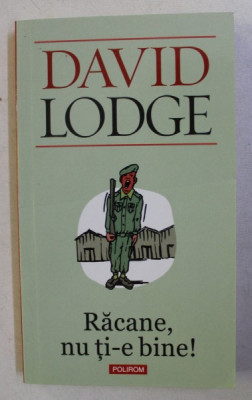 DAVID
LODGE
Răcane,
nu ți-e bine!
POLIROM